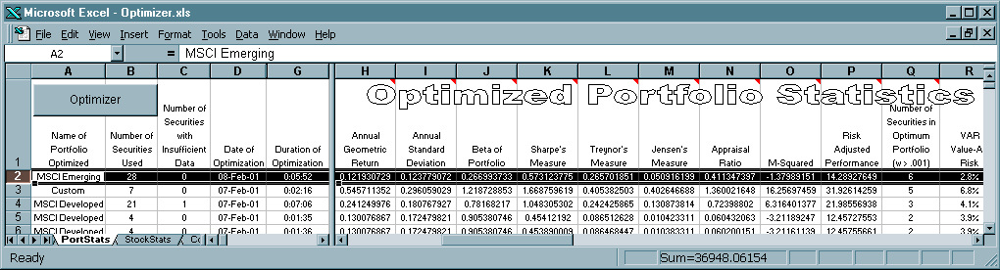 Microsoft Excel - Optimizer.xls
File Edit View Insert Format Tools Data Window Help
A2 = MSCI Emerging
A B C D G H I J K L M N O P Q R
Optimizer
Optimized Portfolio Statistics
1
Name of Portfolio Optimized
Number of Securities Used
Number of Securities with Insufficient Data
Date of Optimization
Duration of Optimization
Annual Geometric Return
Annual Standard Deviation
Beta of Portfolio
Sharpe's Measure
Treynor's Measure
Jensen's Measure
Appraisal Ratio
M-Squared
Risk Adjusted Performance
Number of Securities in Optimum Portfolio (w > .001)
VAR Value-A Risk
2 MSCI Emerging 28 0 08-Feb-01 0:05:52 0.121930729 0.123779072 0.266993733 0.573123775 0.265701851 0.050916199 0.411347397 -1.37989151 14.28927649 6 2.8%
3 Custom 7 0 07-Feb-01 0:02:16 0.545711352 0.296059029 1.218728853 1.668759619 0.405382503 0.402646688 1.360021648 16.25697459 31.92614259 5 6.8%
4 MSCI Developed 21 1 07-Feb-01 0:07:06 0.241249976 0.180767327 0.78168217 1.048305302 0.242425865 0.130873814 0.72398802 6.316401377 21.98556938 3 4.1%
5 MSCI Developed 4 0 07-Feb-01 0:01:35 0.130076867 0.172479821 0.905380746 0.45412192 0.086512628 0.010423112 0.060432063 -3.21189247 12.45727553 2 3.9%
6 MSCI Developed 0 07-Feb-01 0:01:36 0.130076867 0.172479821 0.905380746 0.453890009 0.086468447 0.010383311 0.060200151 -3.21161139 12.45755661 2 3.9%
PortStats StockStats
Ready Sum=36948.06154